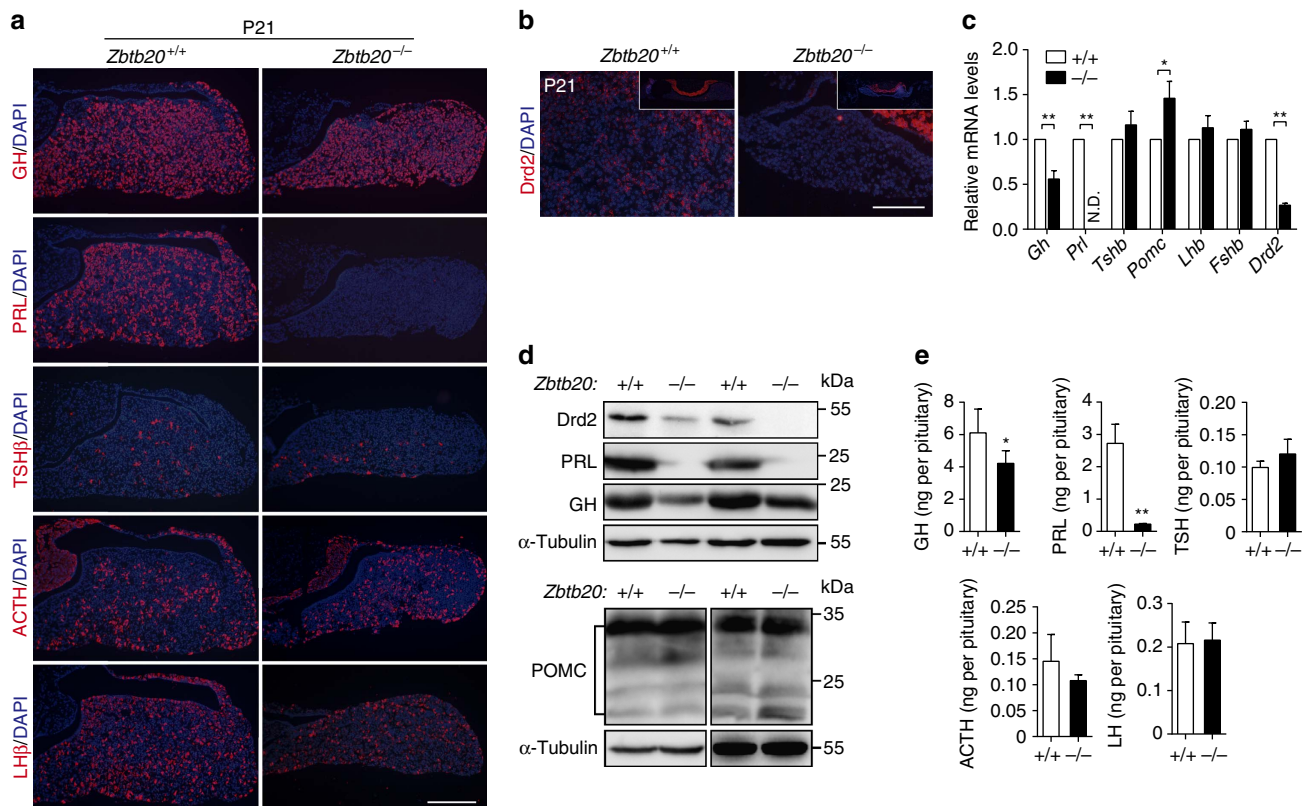 a
P21
Zbtb20+/+
Zbtb20−/−
GH/DAPI
PRL/DAPI
TSHβ/DAPI
ACTH/DAPI
LHβ/DAPI
b
Zbtb20+/+
Zbtb20−/−
P21
Drd2/DAPI
c
Relative mRNA levels
2.0
1.5
1.0
0.5
0.0
+/+
−/−
**
**
*
**
N.D.
Gh
Prl
Tshb
Pomc
Lhb
Fshb
Drd2
d
Zbtb20: +/+ −/− +/+ −/− kDa
Drd2
55
PRL
25
GH
25
α-Tubulin
55
Zbtb20: +/+ −/− +/+ −/− kDa
35
POMC
25
α-Tubulin
55
e
GH (ng per pituitary)
8
6
4
2
0
*
+/+ −/−
PRL (ng per pituitary)
4
3
2
1
0
**
+/+ −/−
TSH (ng per pituitary)
0.20
0.15
0.10
0.05
0.00
+/+ −/−
ACTH (ng per pituitary)
0.25
0.20
0.15
0.10
0.05
0.00
+/+ −/−
LH (ng per pituitary)
0.3
0.2
0.1
0
+/+ −/−